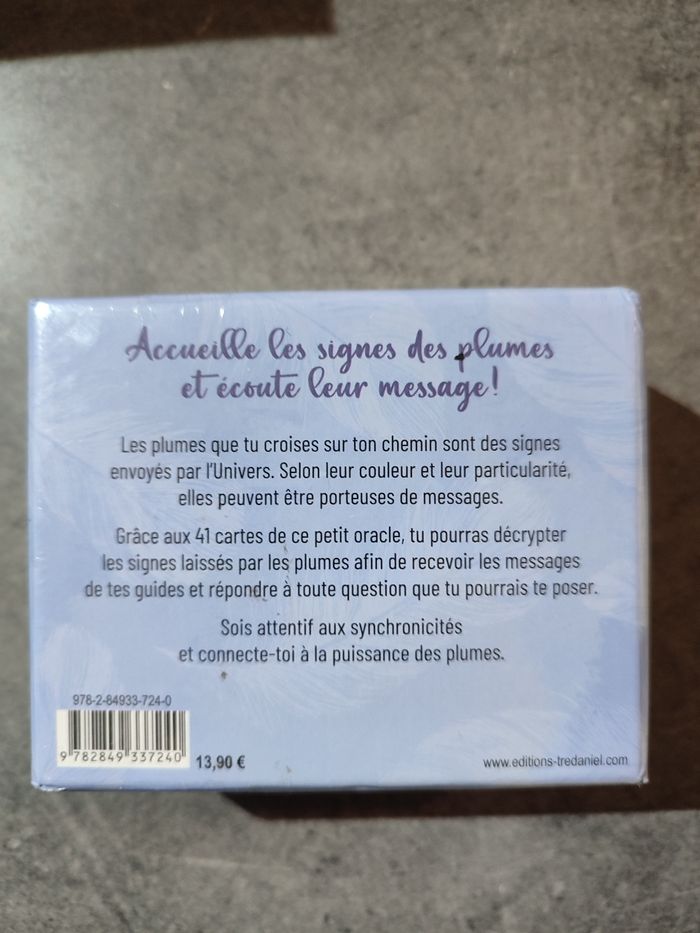 Accueille les signes des plumes
et écoute leur message!
Les plumes que tu croises sur ton chemin sont des signes
envoyés par l'Univers. Selon leur couleur et leur particularité,
elles peuvent être porteuses de messages.
Grâce aux 41 cartes de ce petit oracle, tu pourras décrypter
les signes laissés par les plumes afin de recevoir les messages
de tes guides et répondre à toute question que tu pourrais te poser.
Sois attentif aux synchronicités
et connecte-toi à la puissance des plumes.
978-2-84933-724-0
9 782849 337240
13,90 €
www.editions-tredaniel.com